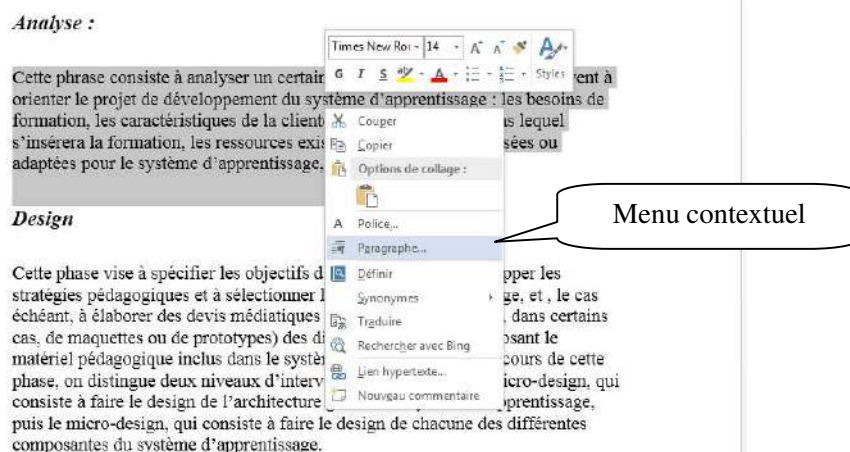 Analyse :
Times New Roi 14
G I S Styles
Cette phrase consiste à analyser un certain
ent à
orienter le projet de développement du système d'apprentissage : les besoins de
formation, les caractéristiques de la cliente
s lequel
s'insérera la formation, les ressources exis
sées ou
adaptées pour le système d'apprentissage,
Couper
Copier
Options de collage :
Police...
Paragraphe...
Définir
Synonymes
Traduire
Rechercher avec Bing
Lien hypertexte...
Nouveau commentaire
Menu contextuel
Design
Cette phase vise à spécifier les objectifs d
pper les
stratégies pédagogiques et à sélectionner l
ge, et , le cas
échéant, à élaborer des devis médiatiques
, dans certains
cas, de maquettes ou de prototypes) des di
osant le
matériel pédagogique inclus dans le systèm
cours de cette
phase, on distingue deux niveaux d'interv
icro-design, qui
consiste à faire le design de l'architecture
pprentissage,
puis le micro-design, qui consiste à faire le design de chacune des différentes
composantes du système d'apprentissage.